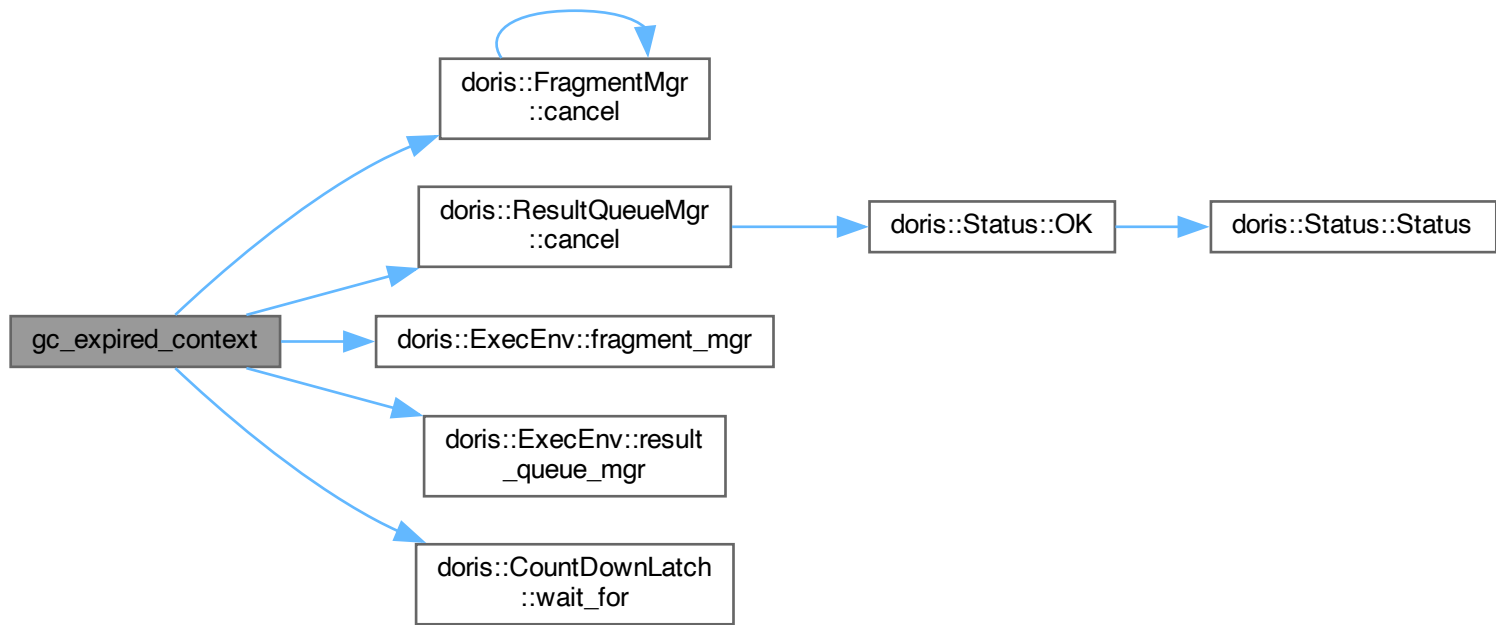 doris::FragmentMgr
::cancel
doris::ResultQueueMgr
::cancel
doris::Status::OK
doris::Status::Status
gc_expired_context
doris::ExecEnv::fragment_mgr
doris::ExecEnv::result
_queue_mgr
doris::CountDownLatch
::wait_for